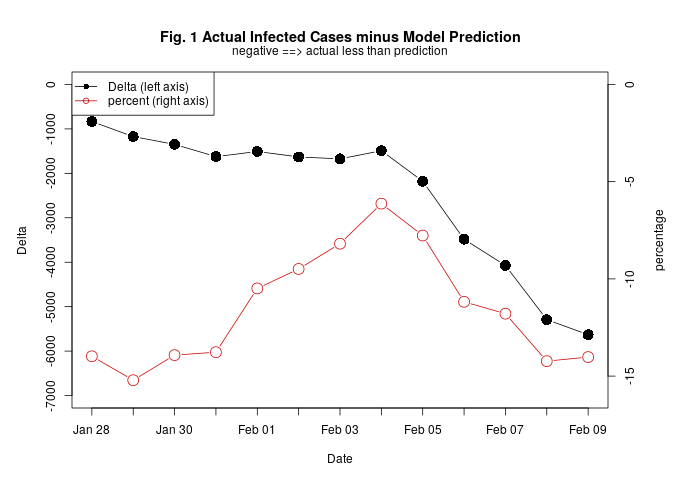 Fig. 1 Actual Infected Cases minus Model Prediction
negative ==> actual less than prediction
Delta (left axis)
percent (right axis)
0
-1000
-2000
-3000
-4000
-5000
-6000
-7000
Delta
0
-5
-10
-15
percentage
Jan 28 Jan 30 Feb 01 Feb 03 Feb 05 Feb 07 Feb 09
Date